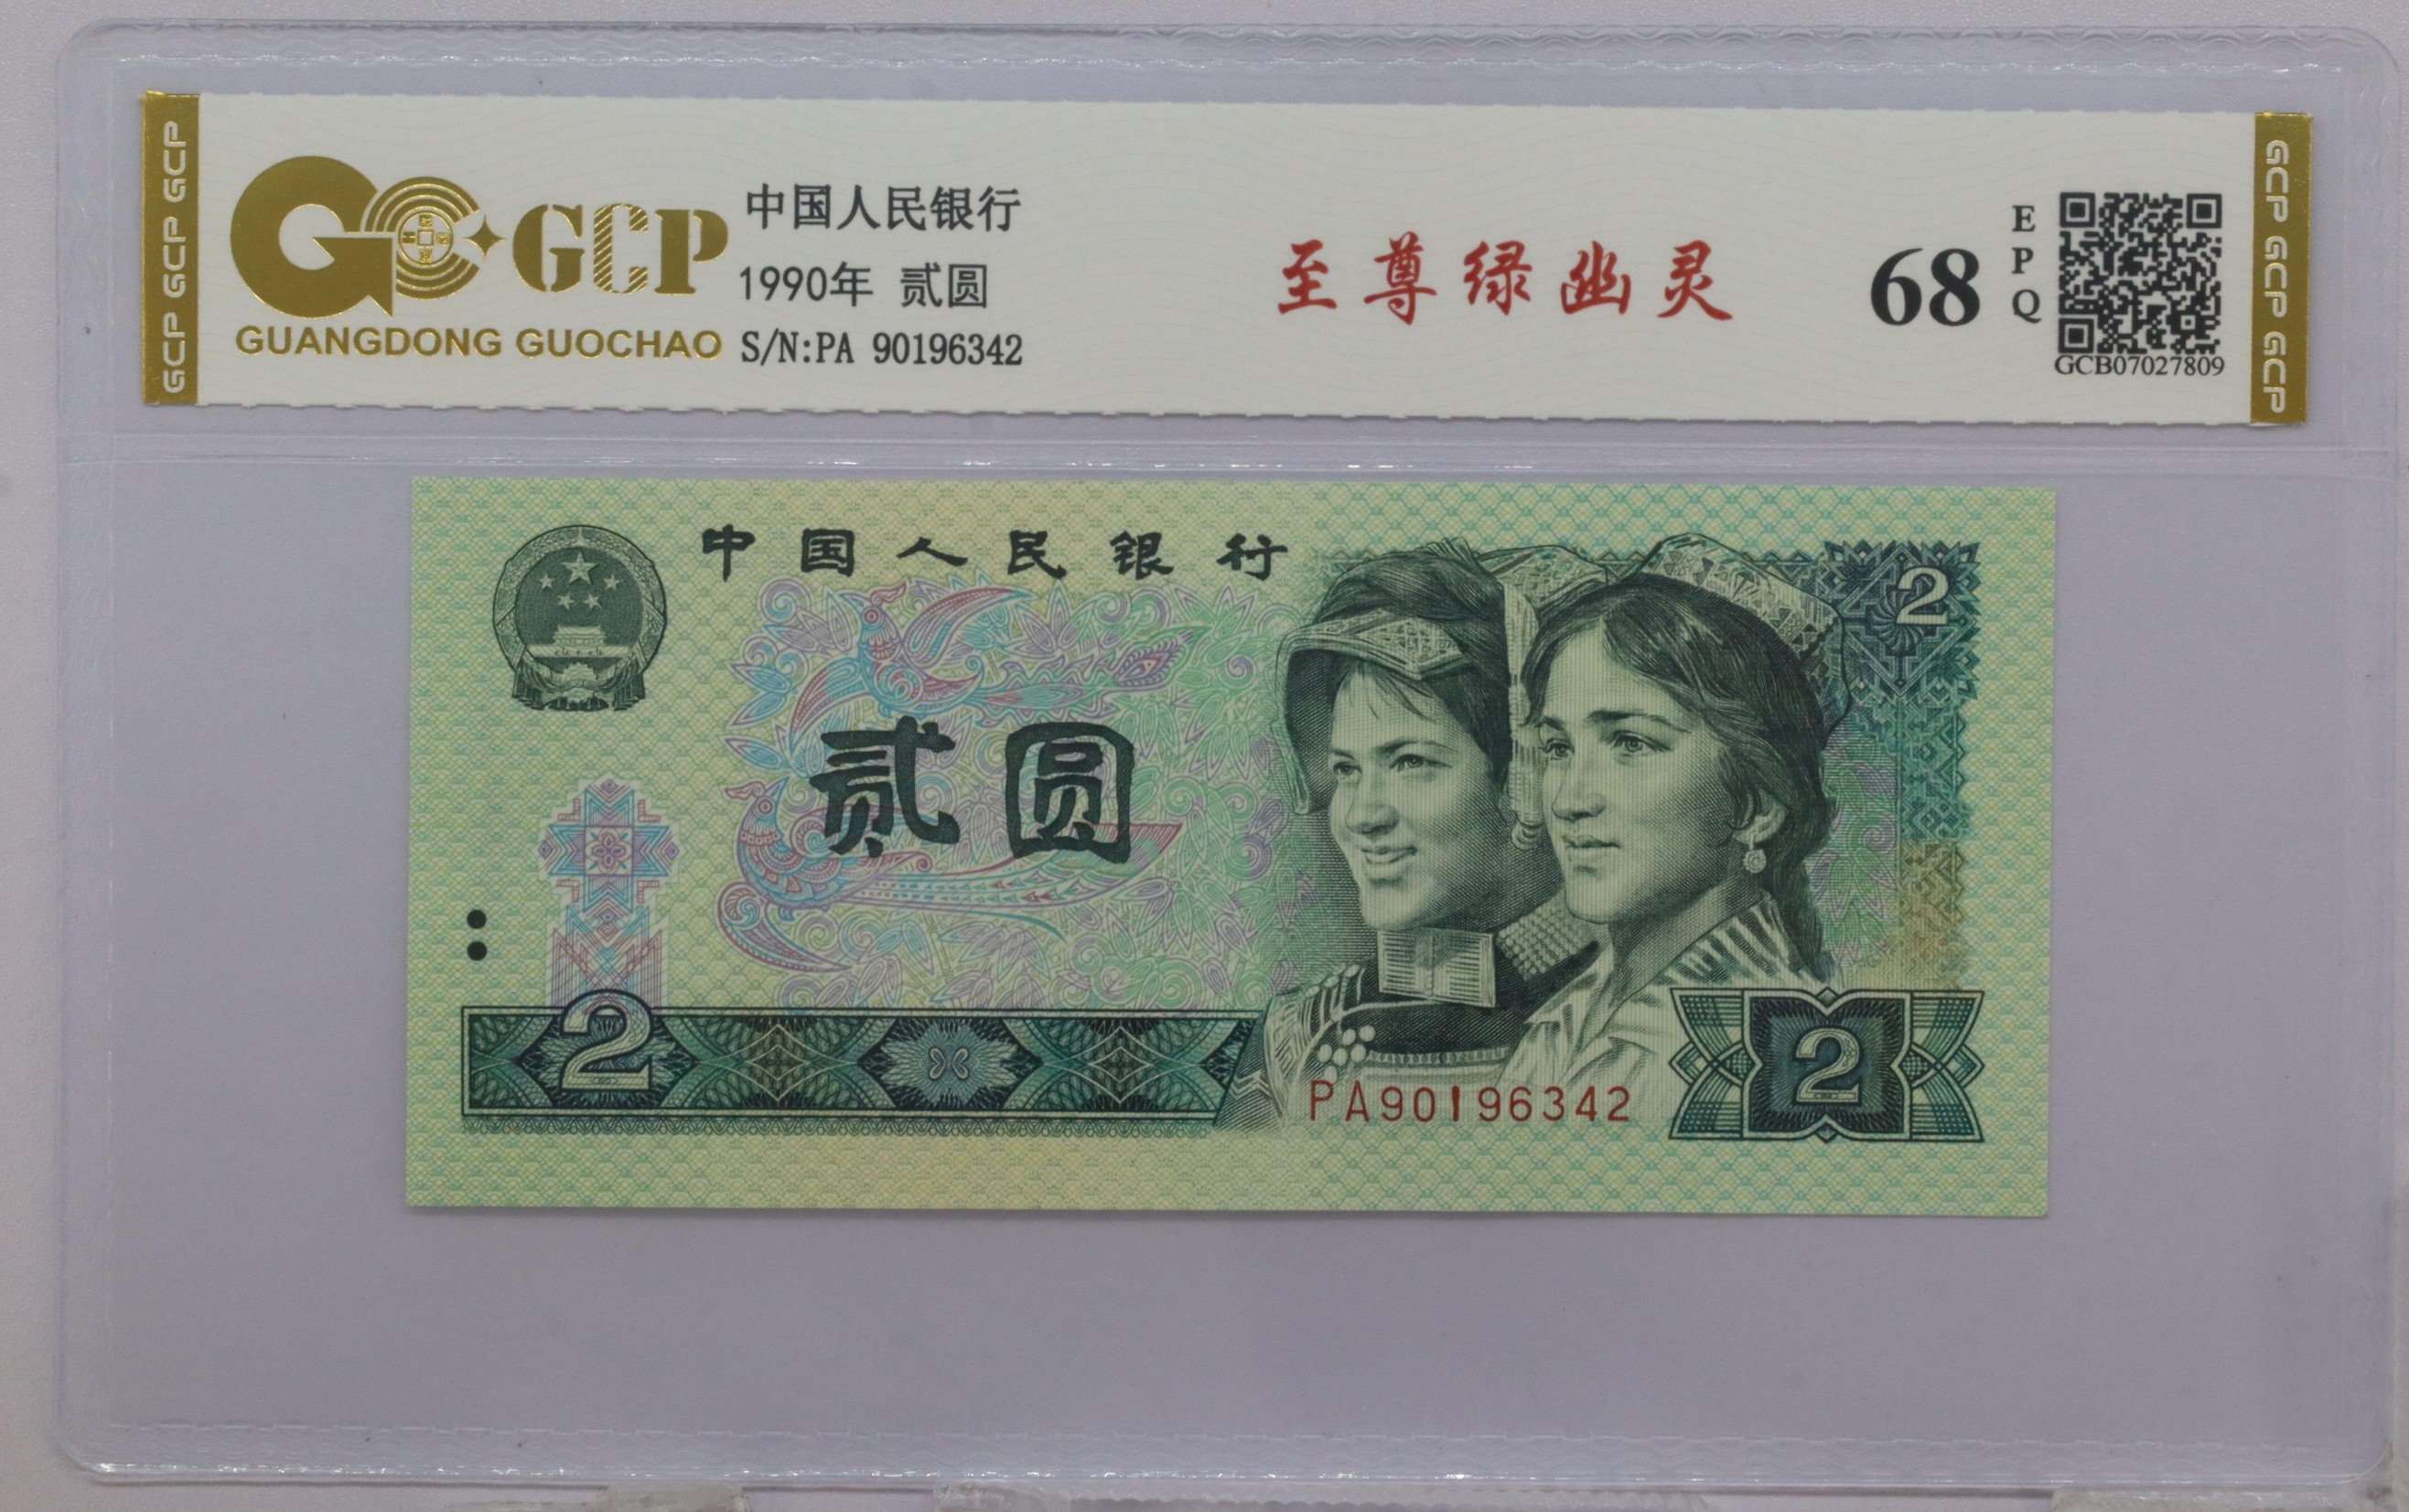 GCP GCP GCP
GCP
GUANGDONG GUOCHAO
中国人民银行
1990年 贰圆
S/N:PA 90196342
至尊绿幽灵
68
EPQ
GCB07027809
GCP GCP GCP
中国人民银行
2
贰圆
2
PA90196342
2